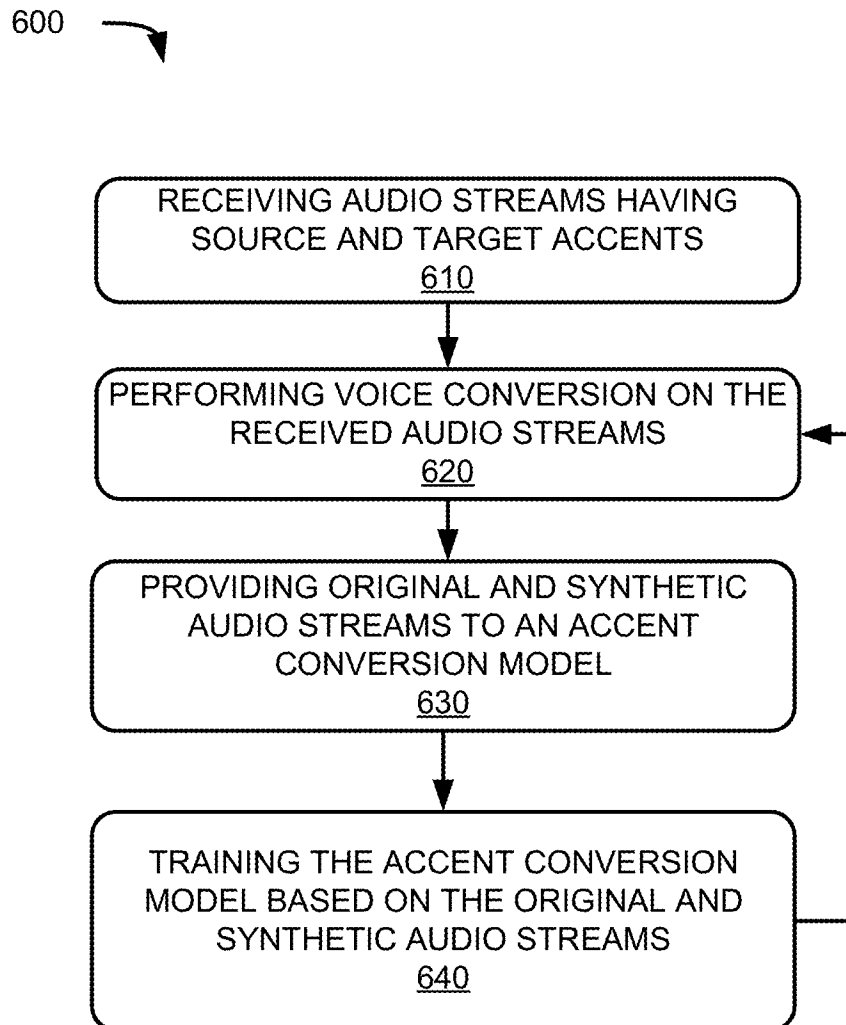 600
RECEIVING AUDIO STREAMS HAVING
SOURCE AND TARGET ACCENTS
610
PERFORMING VOICE CONVERSION ON THE
RECEIVED AUDIO STREAMS
620
PROVIDING ORIGINAL AND SYNTHETIC
AUDIO STREAMS TO AN ACCENT
CONVERSION MODEL
630
TRAINING THE ACCENT CONVERSION
MODEL BASED ON THE ORIGINAL AND
SYNTHETIC AUDIO STREAMS
640